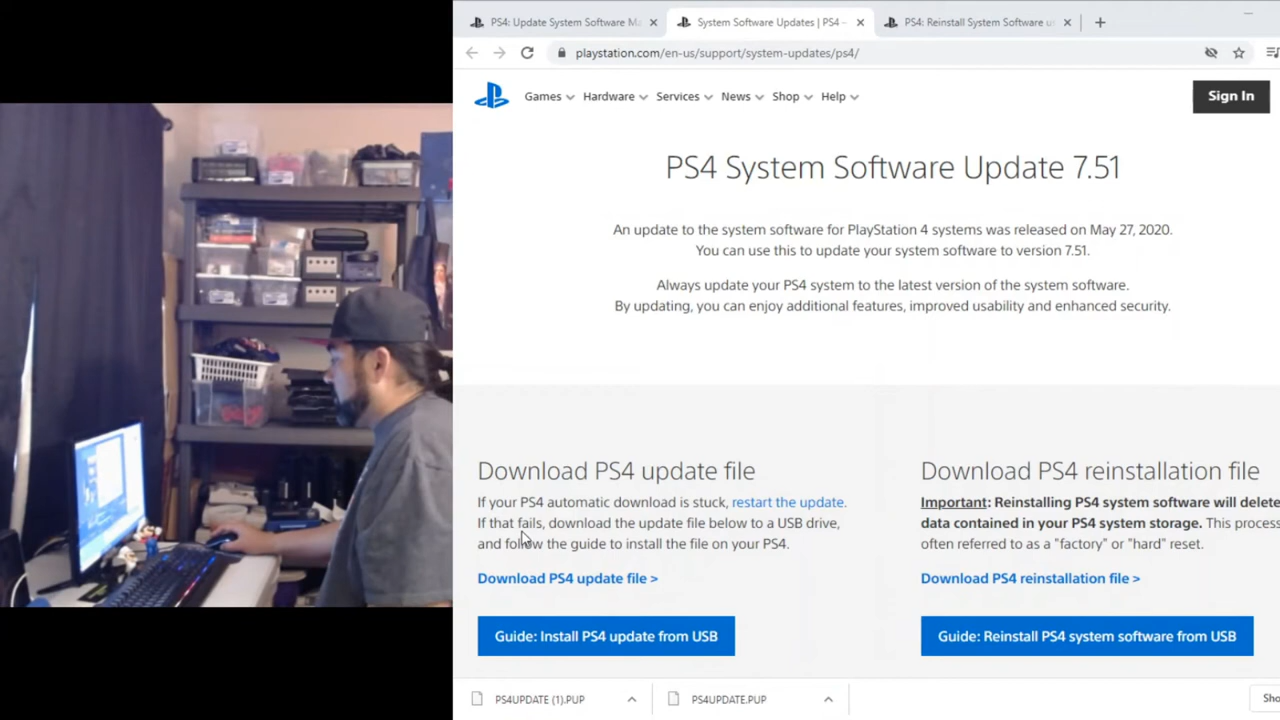 PS4: Update System Software Ma
System Software Updates | PS4 –
PS4: Reinstall System Software u
playstation.com/en-us/support/system-updates/ps4/
Games
Hardware
Services
News
Shop
Help
Sign In
PS4 System Software Update 7.51
An update to the system software for PlayStation 4 systems was released on May 27, 2020.
You can use this to update your system software to version 7.51.
Always update your PS4 system to the latest version of the system software.
By updating, you can enjoy additional features, improved usability and enhanced security.
Download PS4 update file
If your PS4 automatic download is stuck, restart the update.
If that fails, download the update file below to a USB drive,
and follow the guide to install the file on your PS4.
Download PS4 update file >
Guide: Install PS4 update from USB
Download PS4 reinstallation file
Important: Reinstalling PS4 system software will delete
data contained in your PS4 system storage. This process
often referred to as a "factory" or "hard" reset.
Download PS4 reinstallation file >
Guide: Reinstall PS4 system software from USB
PS4UPDATE (1).PUP
PS4UPDATE.PUP
Sho